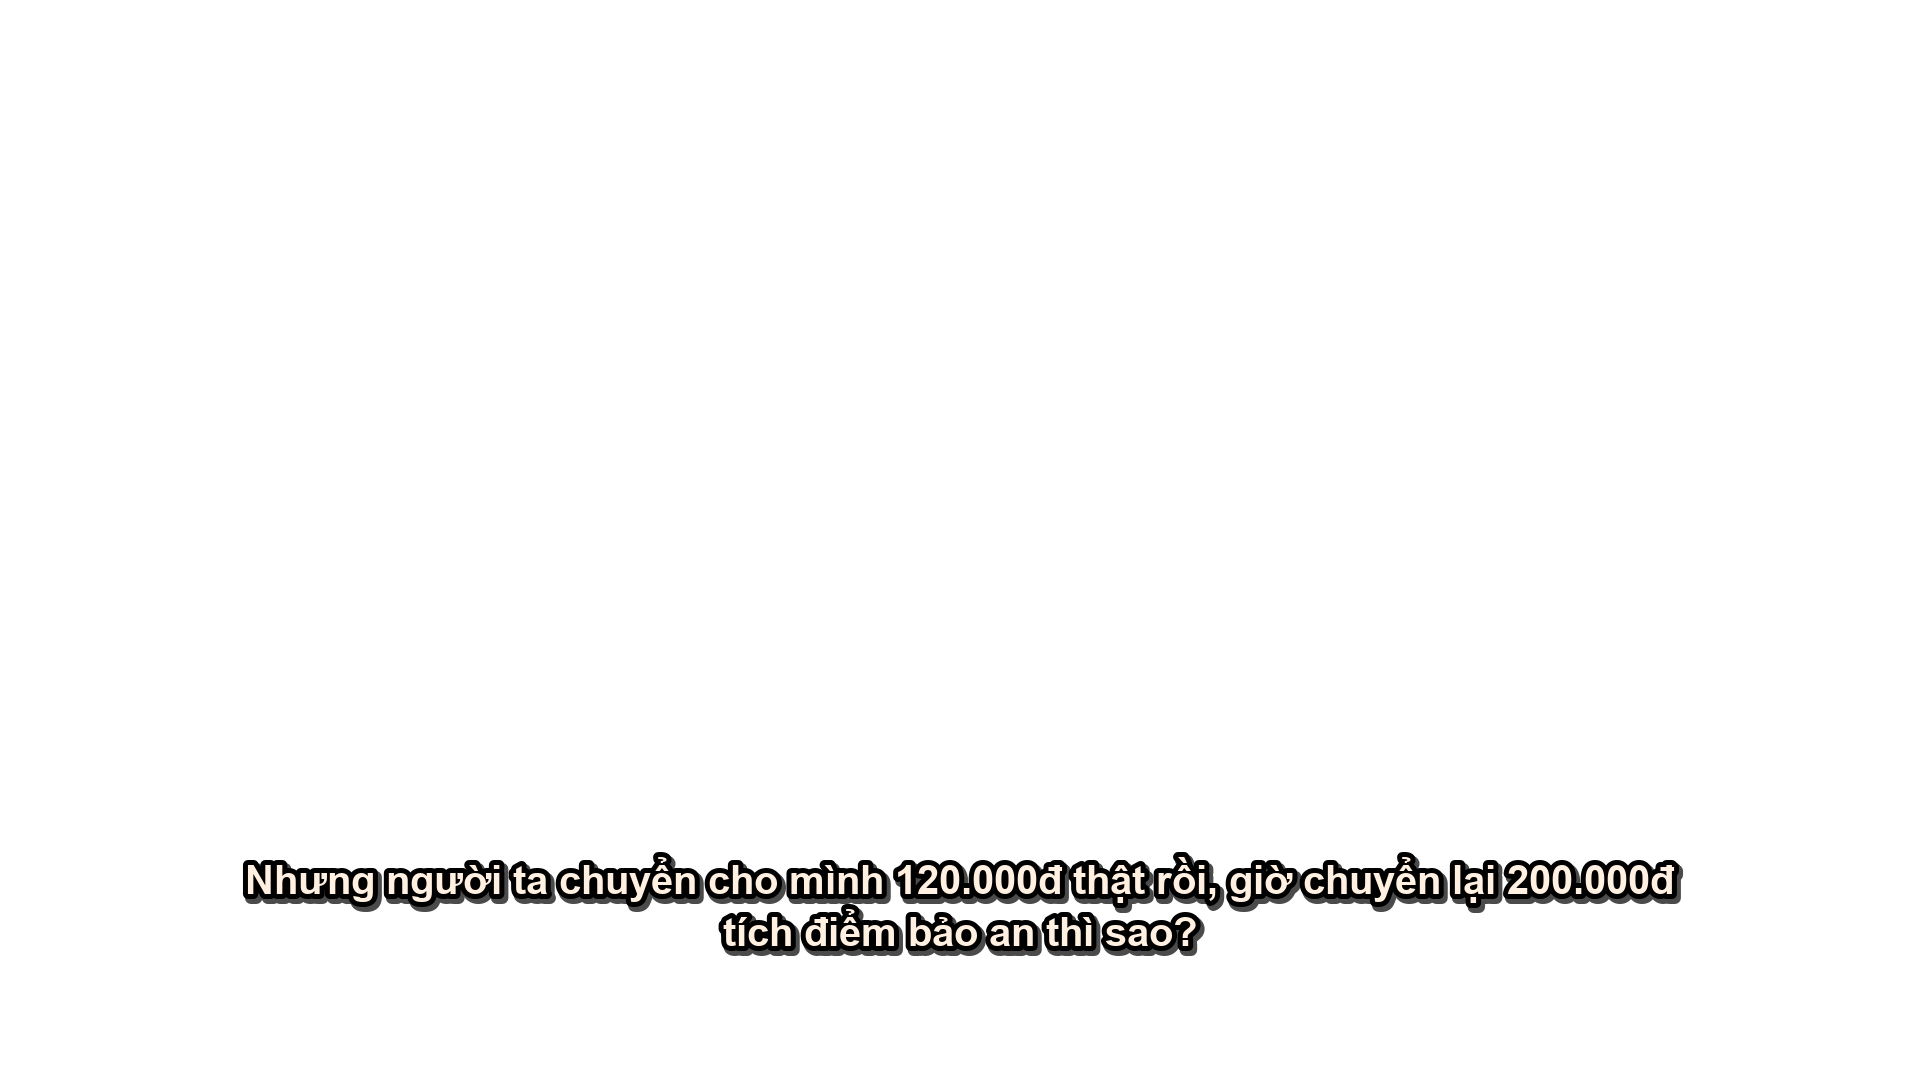 Nhưng người ta chuyển cho mình 120.000đ thật rồi, giờ chuyển lại 200.000đ
tích điểm bảo an thì sao?